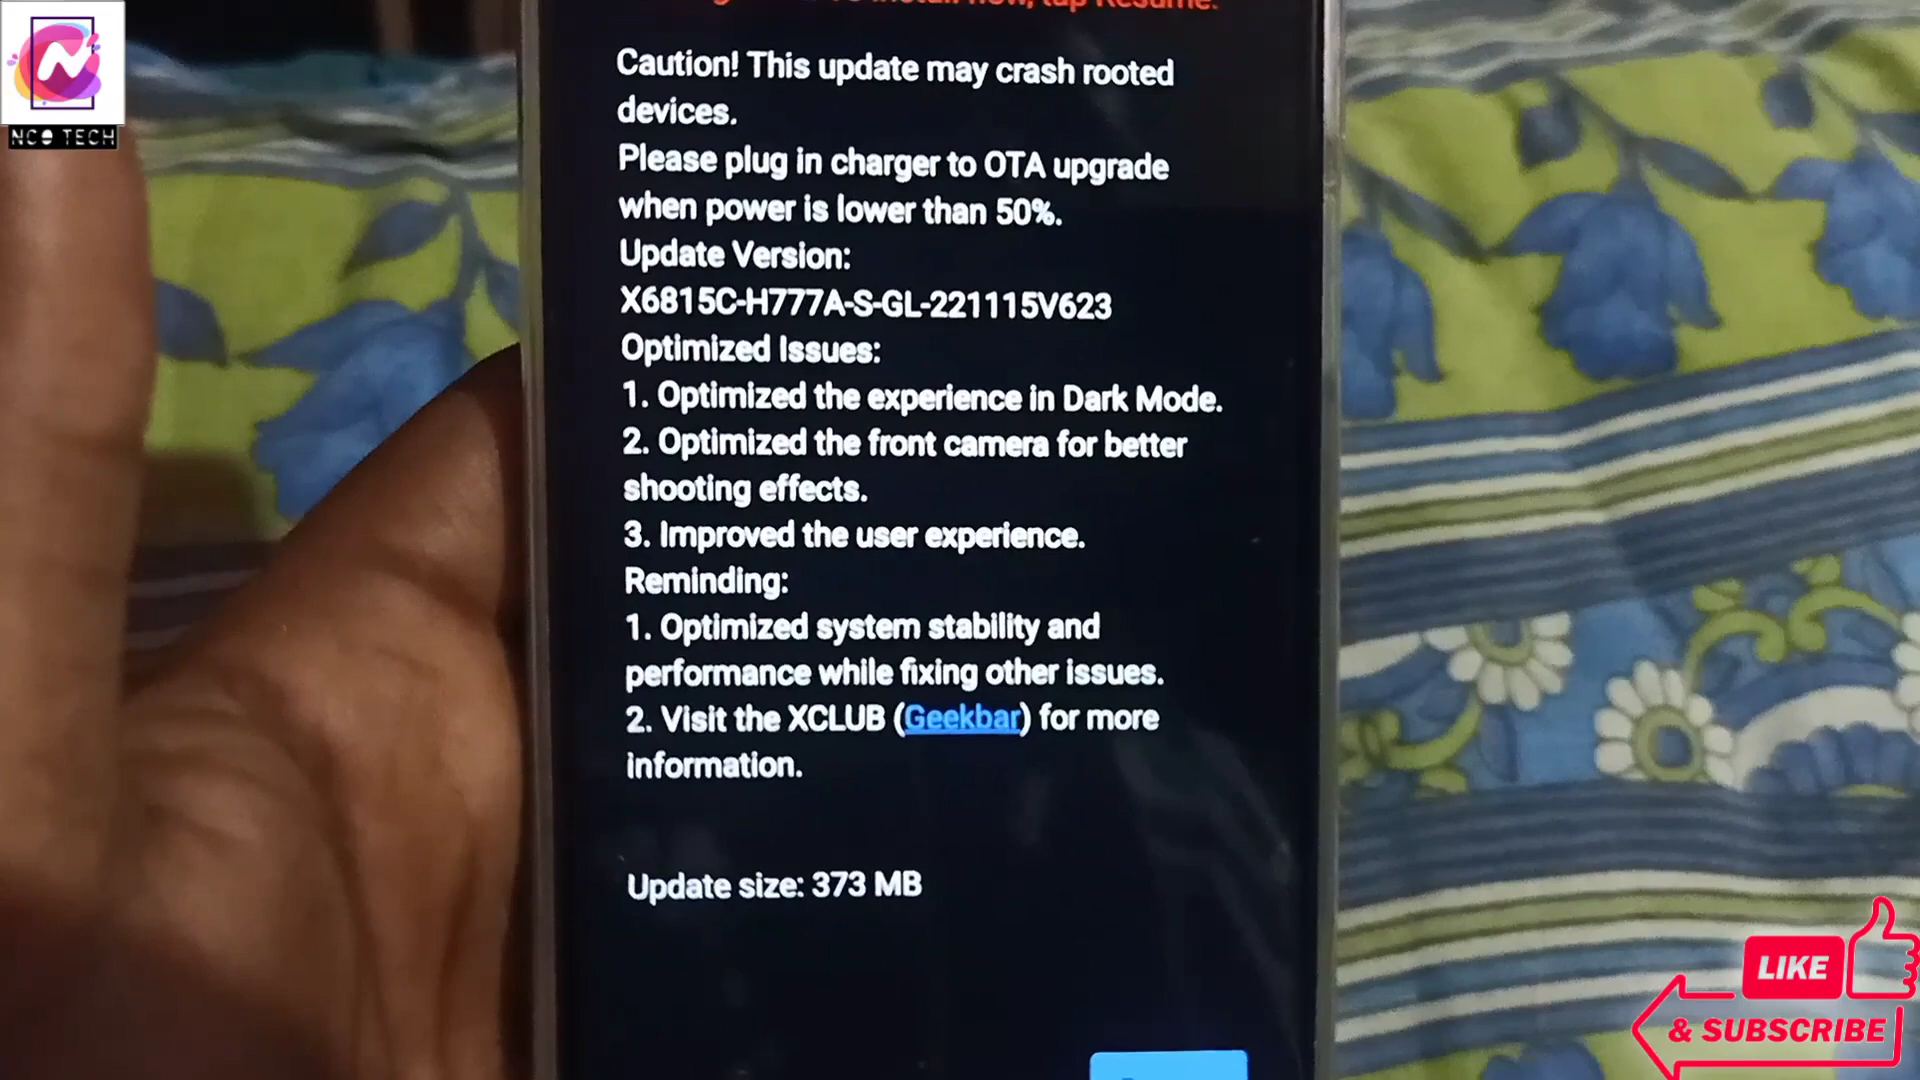 install now, tap Resume.
Caution! This update may crash rooted
devices.
Please plug in charger to OTA upgrade
when power is lower than 50%.
Update Version:
X6815C-H777A-S-GL-221115V623
Optimized Issues:
1. Optimized the experience in Dark Mode.
2. Optimized the front camera for better
shooting effects.
3. Improved the user experience.
Reminding:
1. Optimized system stability and
performance while fixing other issues.
2. Visit the XCLUB (Geekbar) for more
information.
Update size: 373 MB
N
NCO TECH
LIKE
& SUBSCRIBE